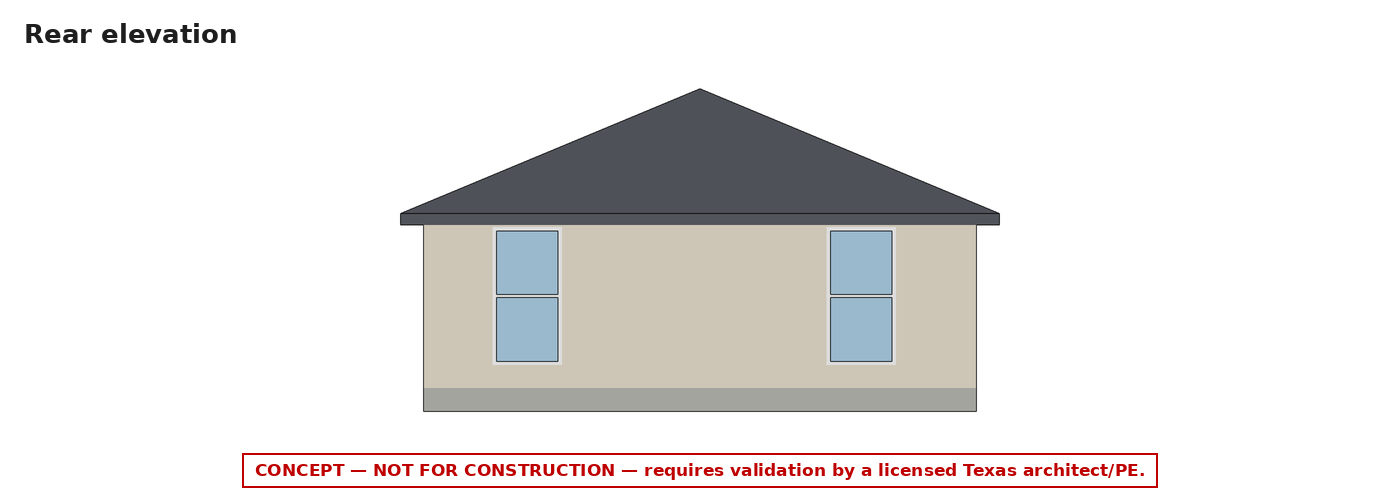 Rear elevation
CONCEPT — NOT FOR CONSTRUCTION — requires validation by a licensed Texas architect/PE.